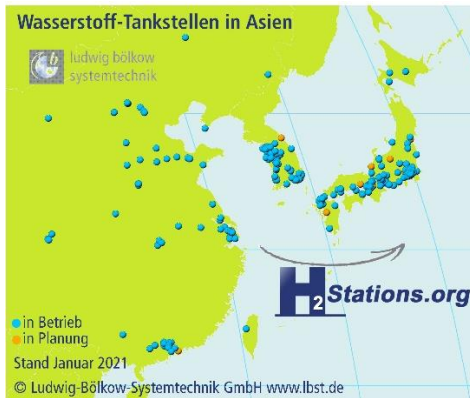 Wasserstoff-Tankstellen in Asien
ludwig bölkow
systemtechnik
H2Stations.org
in Betrieb
in Planung
Stand Januar 2021
© Ludwig-Bölkow-Systemtechnik GmbH www.lbst.de